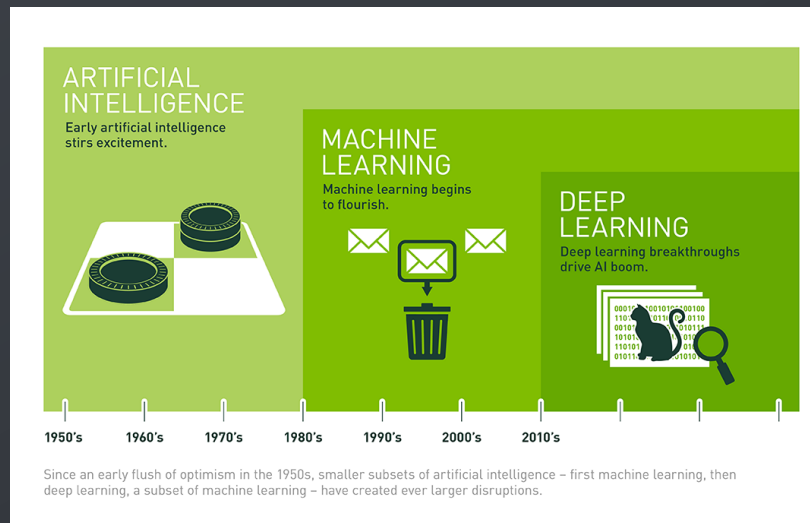 ARTIFICIAL
INTELLIGENCE
Early artificial intelligence
stirs excitement.
MACHINE
LEARNING
Machine learning begins
to flourish.
DEEP
LEARNING
Deep learning breakthroughs
drive AI boom.
1950's
1960's
1970's
1980's
1990's
2000's
2010's
Since an early flush of optimism in the 1950s, smaller subsets of artificial intelligence – first machine learning, then
deep learning, a subset of machine learning – have created ever larger disruptions.